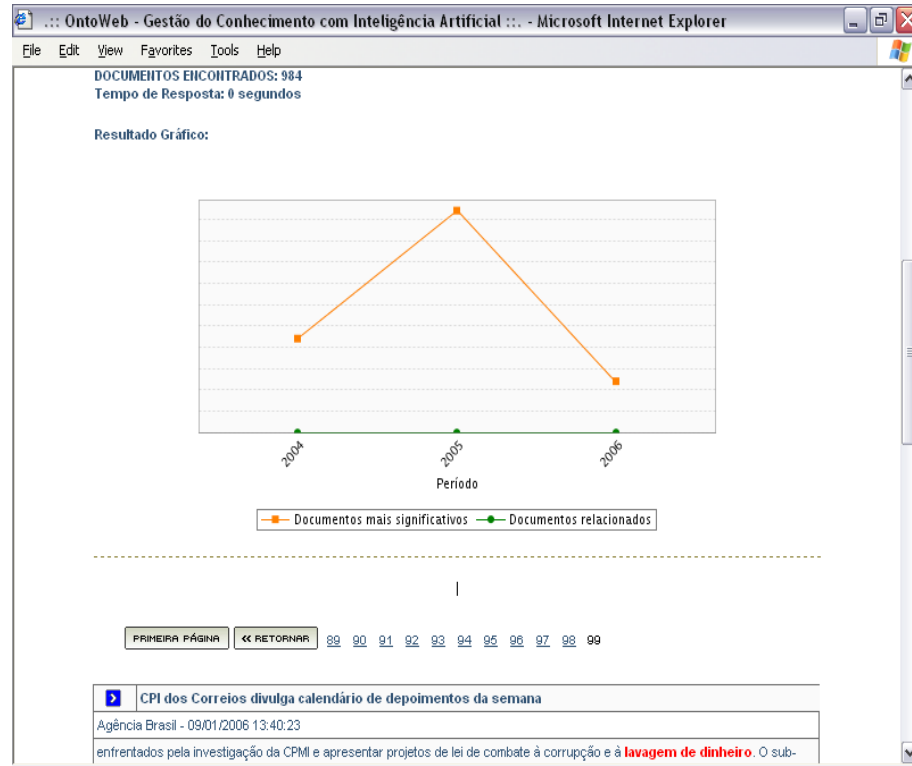 .:: OntoWeb - Gestão do Conhecimento com Inteligência Artificial ::. - Microsoft Internet Explorer
File Edit View Favorites Tools Help
DOCUMENTOS ENCONTRADOS: 984
Tempo de Resposta: 0 segundos
Resultado Gráfico:
2004 2005 2006
Período
Documentos mais significativos Documentos relacionados
PRIMEIRA PÁGINA << RETORNAR 89 90 91 92 93 94 95 96 97 98 99
CPI dos Correios divulga calendário de depoimentos da semana
Agência Brasil - 09/01/2006 13:40:23
enfrentados pela investigação da CPMI e apresentar projetos de lei de combate à corrupção e à lavagem de dinheiro. O sub-